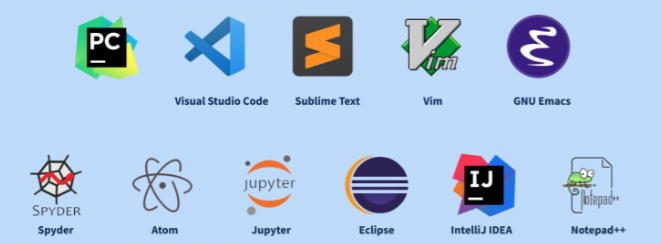 PC
Visual Studio Code
Sublime Text
Vim
Vim
GNU Emacs
SPYDER
Spyder
Atom
jupyter
Jupyter
Eclipse
IJ
IntelliJ IDEA
Notepad++
Notepad++